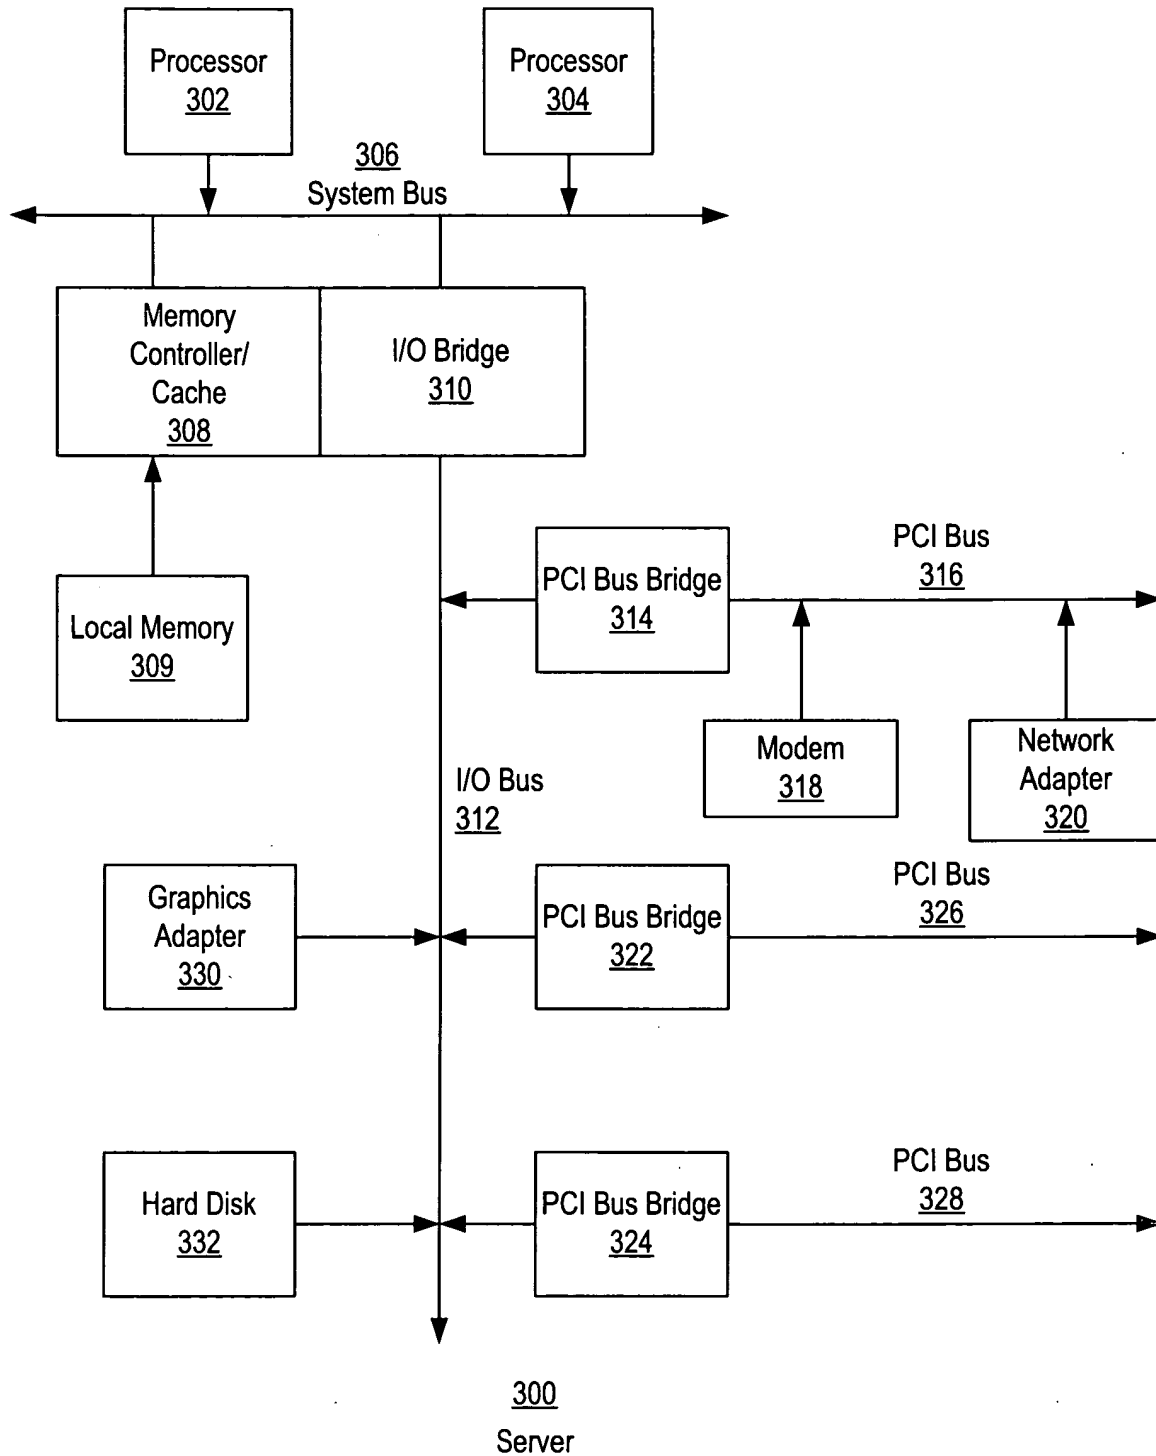 Processor
302
Processor
304
306
System Bus
Memory
Controller/
Cache
308
I/O Bridge
310
PCI Bus Bridge
314
PCI Bus
316
Local Memory
309
Modem
318
Network
Adapter
320
I/O Bus
312
Graphics
Adapter
330
PCI Bus Bridge
322
PCI Bus
326
Hard Disk
332
PCI Bus Bridge
324
PCI Bus
328
300
Server